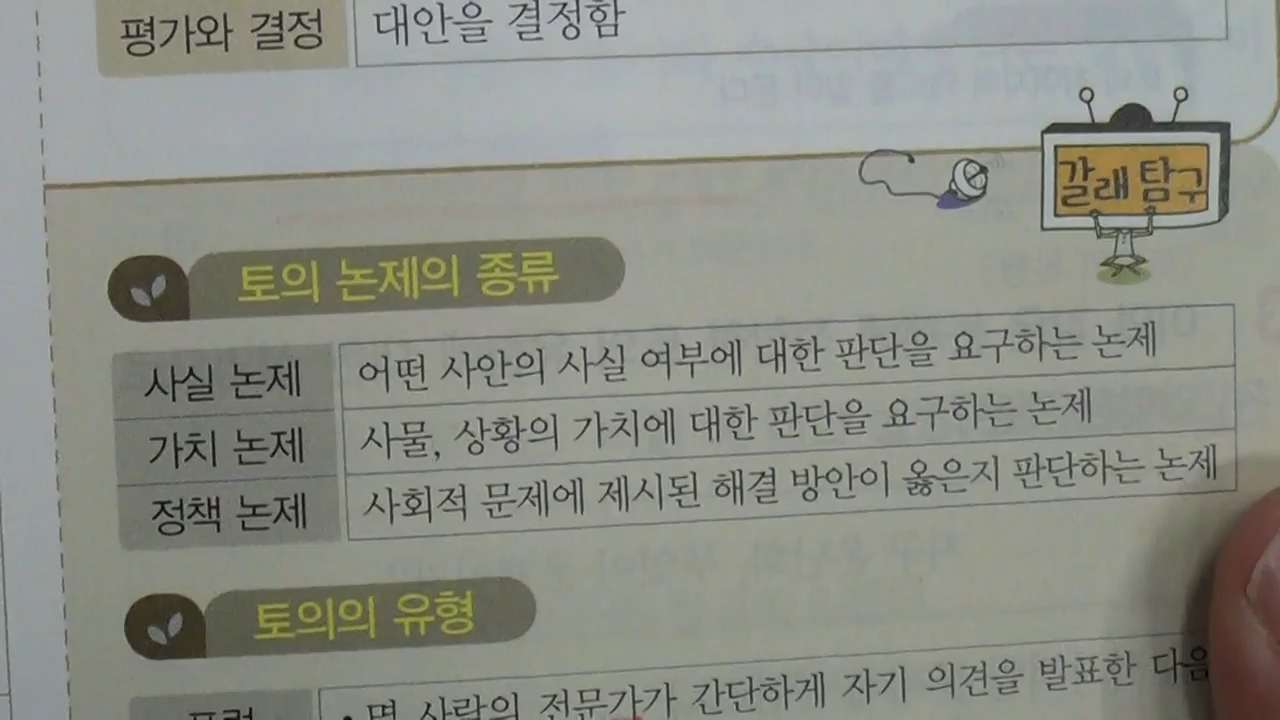 평가와 결정 대안을 결정함
갈래 탐구
토의 논제의 종류
사실 논제 어떤 사안의 사실 여부에 대한 판단을 요구하는 논제
가치 논제 사물, 상황의 가치에 대한 판단을 요구하는 논제
정책 논제 사회적 문제에 제시된 해결 방안이 옳은지 판단하는 논제
토의의 유형
• 몇 사람의 전문가가 간단하게 자기 의견을 발표한 다음